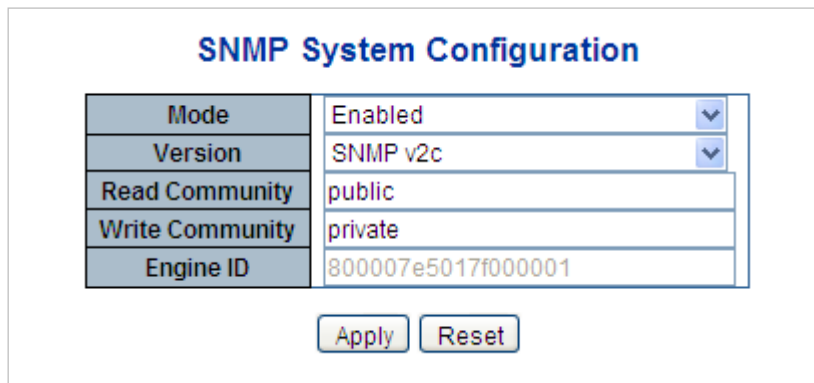 SNMP System Configuration
Mode Enabled
Version SNMP v2c
Read Community public
Write Community private
Engine ID 800007e5017f000001
Apply Reset